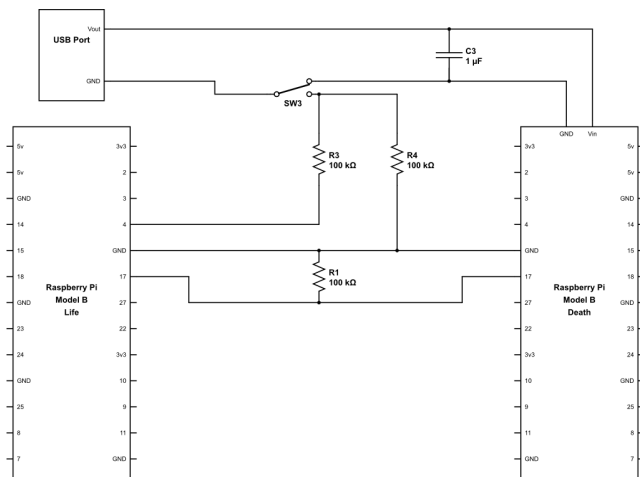 Vout
USB Port
GND
C3
1 µF
SW3
R3
100 kΩ
R4
100 kΩ
R1
100 kΩ
5v
5v
GND
14
15
18
GND
23
24
GND
25
8
7
Raspberry Pi
Model B
Life
3v3
2
3
4
GND
17
27
22
3v3
10
9
11
GND
GND Vin
3v3
2
3
4
GND
17
27
22
3v3
10
9
11
GND
Raspberry Pi
Model B
Death
5v
5v
GND
14
15
18
GND
23
24
GND
25
8
7